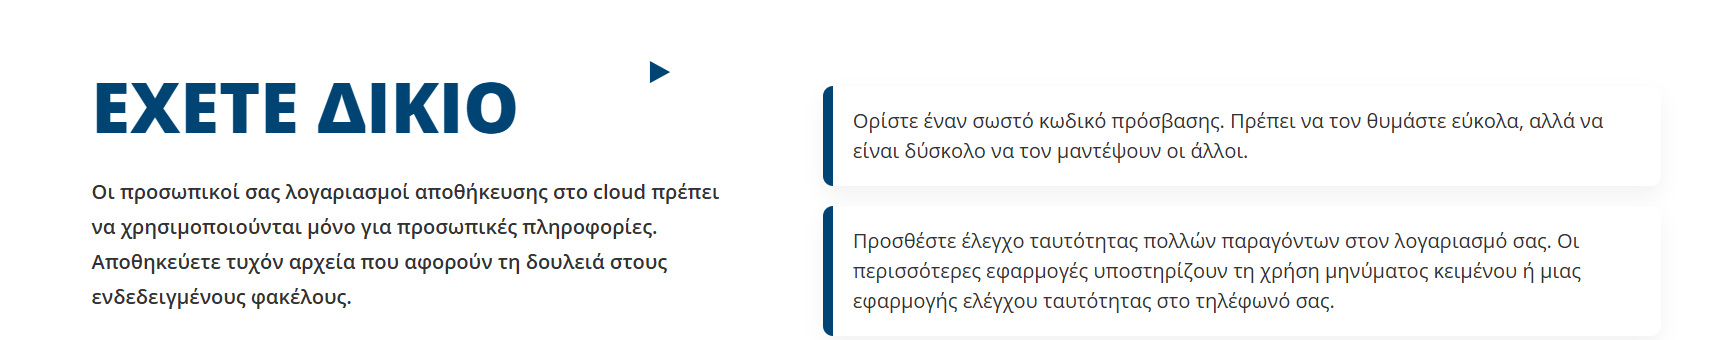 ΕΧΕΤΕ ΔΙΚΙΟ
Οι προσωπικοί σας λογαριασμοί αποθήκευσης στο cloud πρέπει
να χρησιμοποιούνται μόνο για προσωπικές πληροφορίες.
Αποθηκεύετε τυχόν αρχεία που αφορούν τη δουλειά στους
ενδεδειγμένους φακέλους.
Ορίστε έναν σωστό κωδικό πρόσβασης. Πρέπει να τον θυμάστε εύκολα, αλλά να
είναι δύσκολο να τον μαντέψουν οι άλλοι.
Προσθέστε έλεγχο ταυτότητας πολλών παραγόντων στον λογαριασμό σας. Οι
περισσότερες εφαρμογές υποστηρίζουν τη χρήση μηνύματος κειμένου ή μιας
εφαρμογής ελέγχου ταυτότητας στο τηλέφωνό σας.